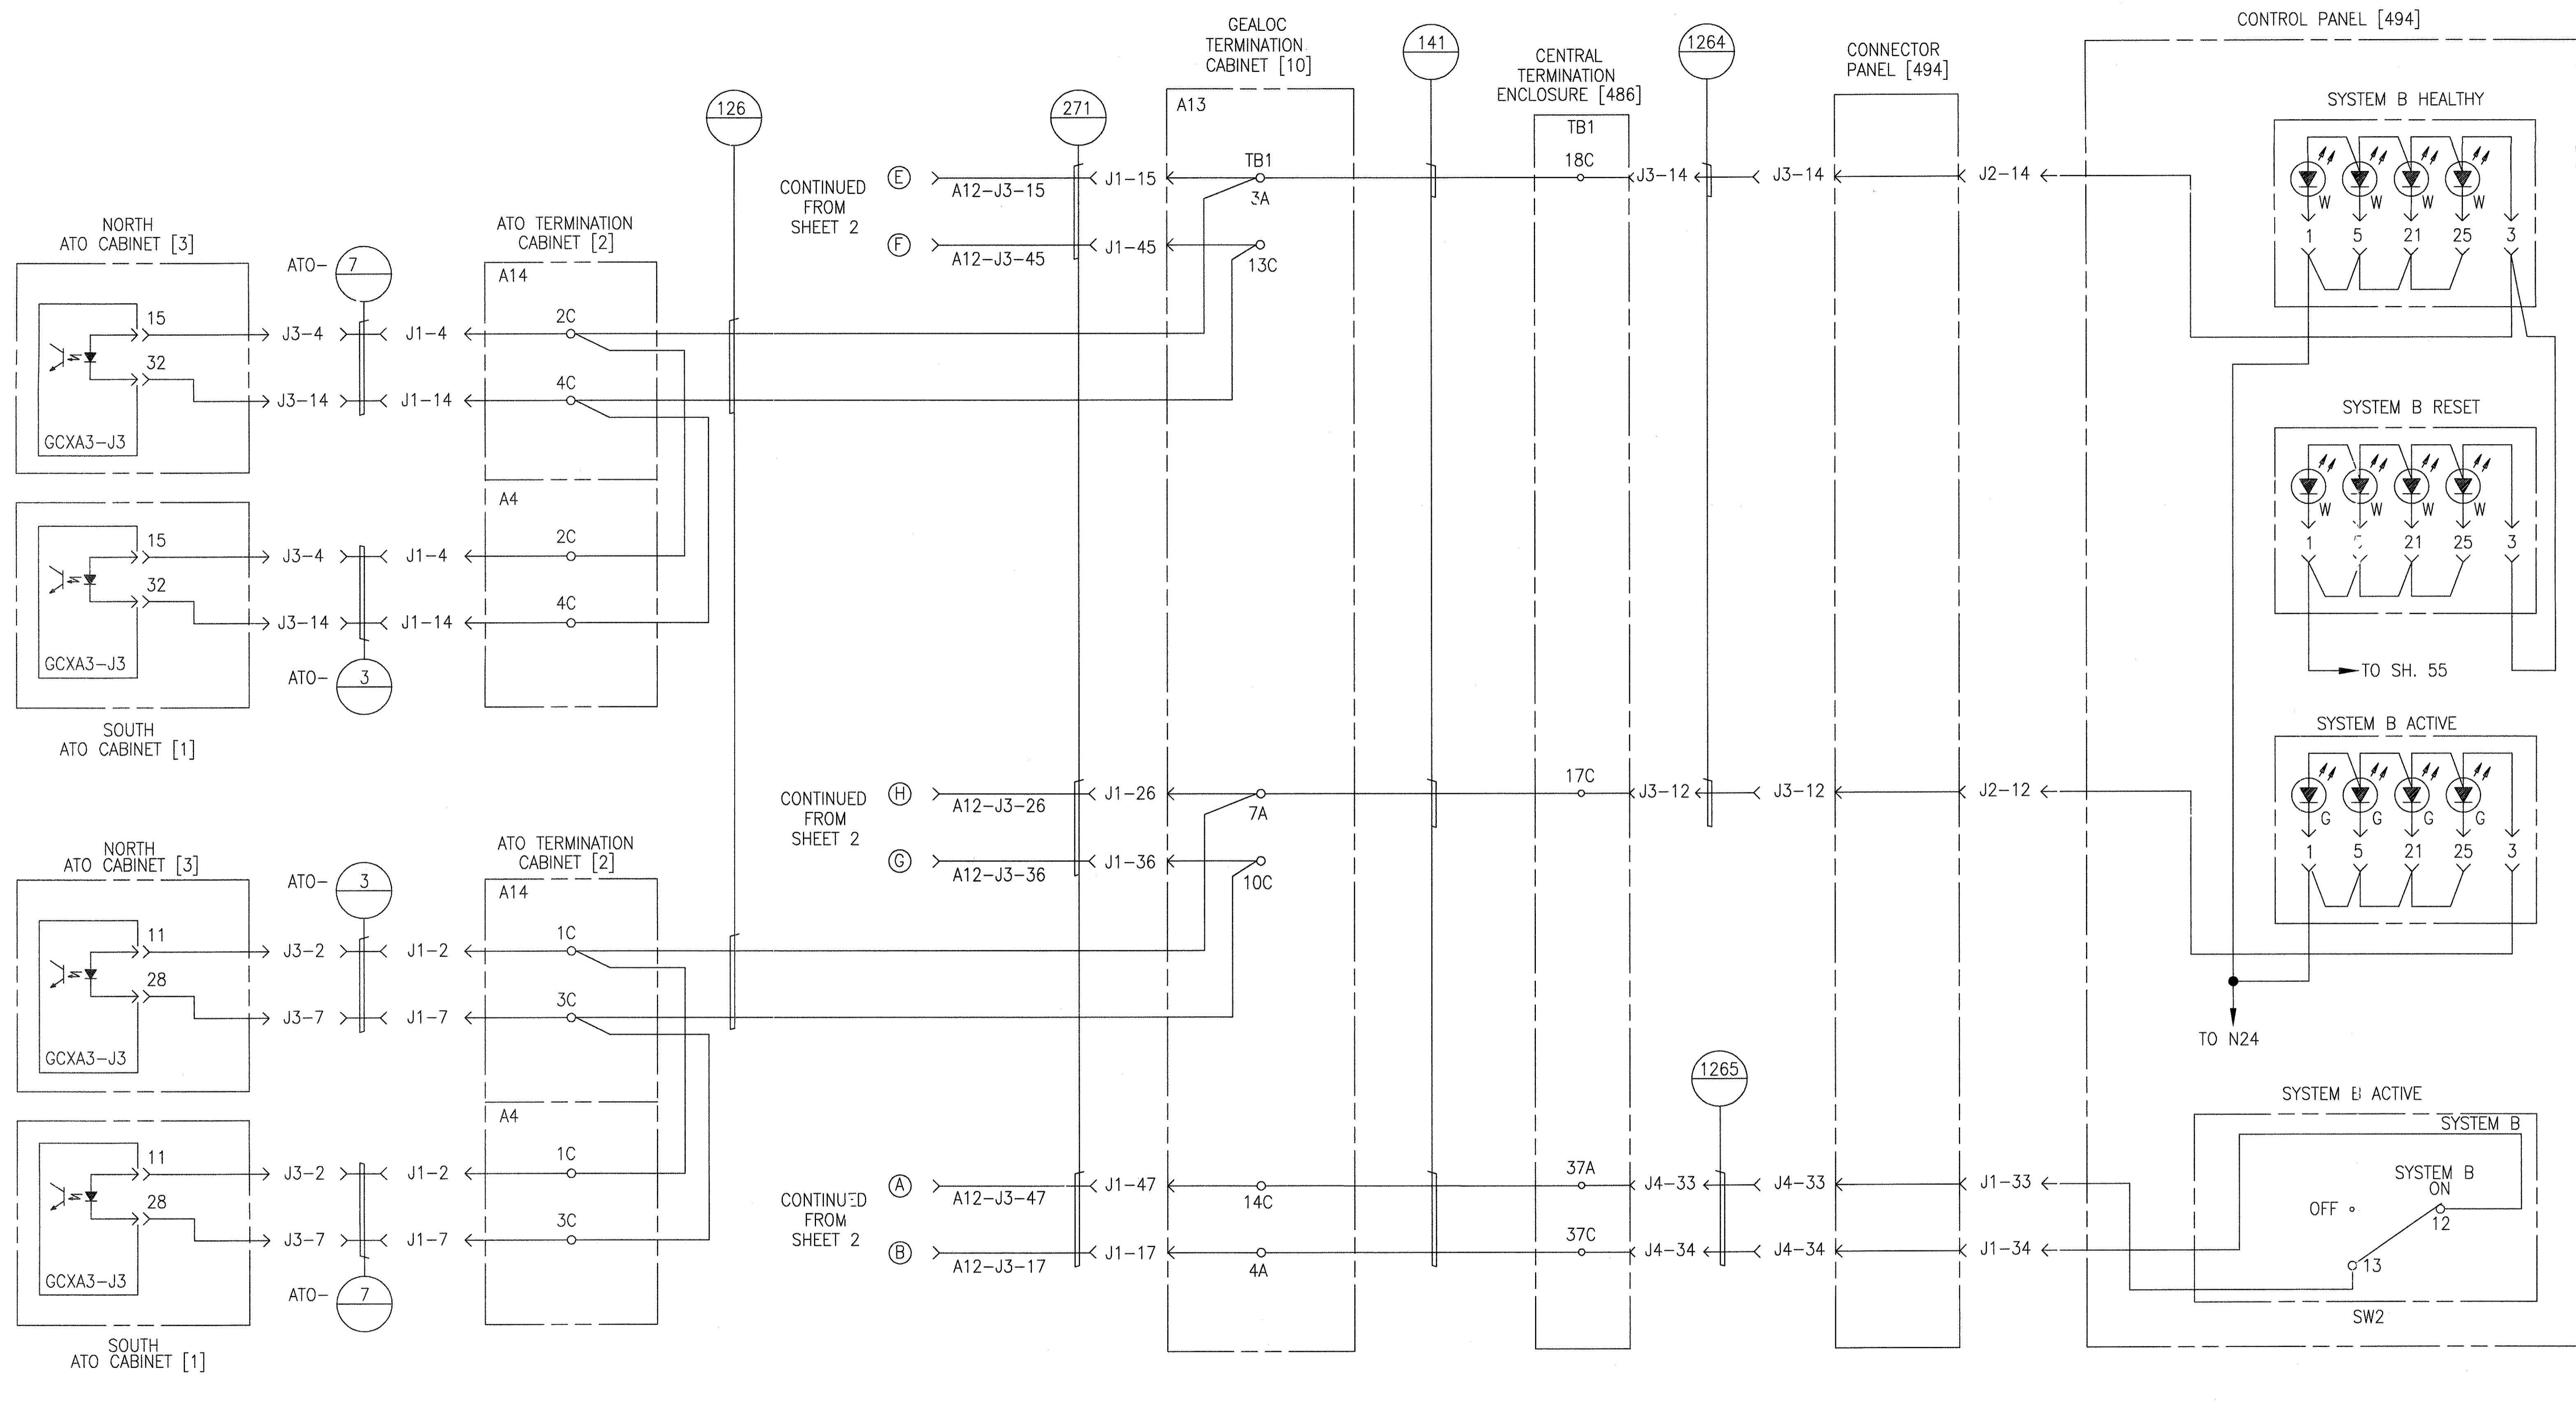 CONTROL PANEL [494]
GEALOC
TERMINATION
CABINET [10]
141
1264
CENTRAL
TERMINATION
ENCLOSURE [486]
CONNECTOR
PANEL [494]
126
271
A13
TB1
SYSTEM B HEALTHY
W W W W
1 5 21 25 3
CONTINUED
FROM
SHEET 2
E
A12-J3-15
J1-15
TB1
3A
18C
J3-14
J3-14
J2-14
F
A12-J3-45
J1-45
13C
NORTH
ATO CABINET [3]
ATO-
7
ATO TERMINATION
CABINET [2]
A14
15
J3-4
J1-4
2C
32
J3-14
J1-14
4C
GCXA3-J3
A4
15
J3-4
J1-4
2C
32
J3-14
J1-14
4C
GCXA3-J3
ATO-
3
SOUTH
ATO CABINET [1]
SYSTEM B RESET
W W W W
1 21 25 3
TO SH. 55
SYSTEM B ACTIVE
G G G G
1 5 21 25 3
TO N24
CONTINUED
FROM
SHEET 2
H
A12-J3-26
J1-26
7A
17C
J3-12
J3-12
J2-12
G
A12-J3-36
J1-36
10C
NORTH
ATO CABINET [3]
ATO-
3
ATO TERMINATION
CABINET [2]
A14
11
J3-2
J1-2
1C
28
J3-7
J1-7
3C
GCXA3-J3
A4
11
J3-2
J1-2
1C
28
J3-7
J1-7
3C
GCXA3-J3
ATO-
7
SOUTH
ATO CABINET [1]
1265
CONTINUED
FROM
SHEET 2
A
A12-J3-47
J1-47
14C
37A
J4-33
J4-33
J1-33
B
A12-J3-17
J1-17
4A
37C
J4-34
J4-34
J1-34
SYSTEM B ACTIVE
SYSTEM B
SYSTEM B
ON
OFF
12
13
SW2